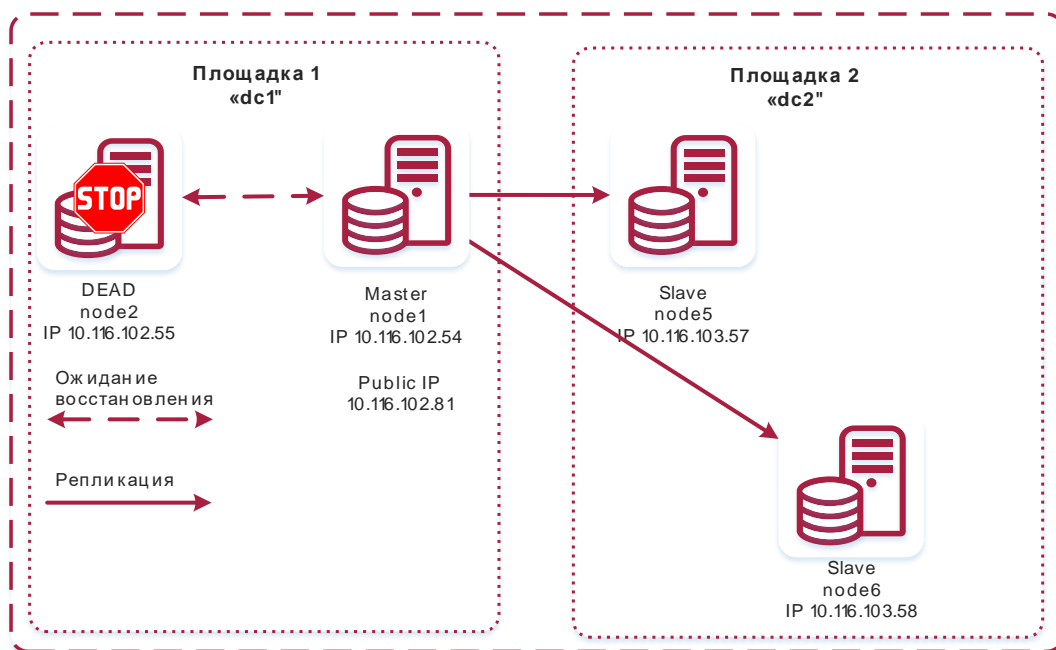 Площадка 1
«dc1"
Площадка 2
«dc2"
STOP
DEAD
node2
IP 10.116.102.55
Master
node1
IP 10.116.102.54
Public IP
10.116.102.81
Slave
node5
IP 10.116.103.57
Ожидание
восстановления
Репликация
Slave
node6
IP 10.116.103.58